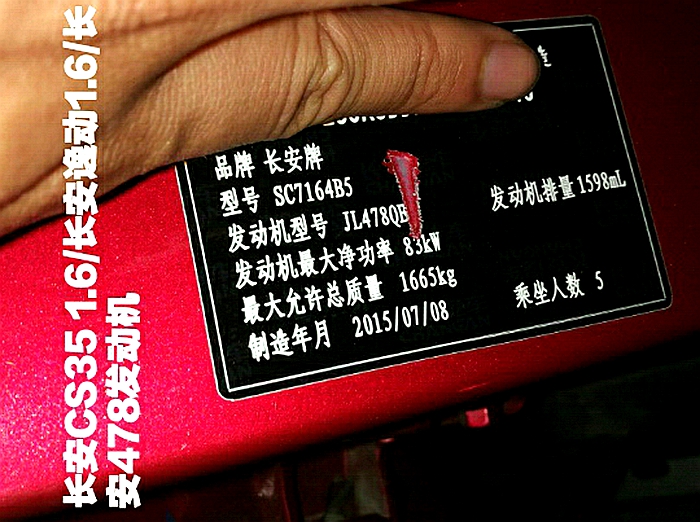 品牌 长安牌
型号 SC7164B5
发动机型号 JL478QE
发动机排量 1598mL
发动机最大净功率 83kW
最大允许总质量 1665kg
乘坐人数 5
制造年月 2015/07/08
长安CS35 1.6/长安逸动1.6/长
安478发动机